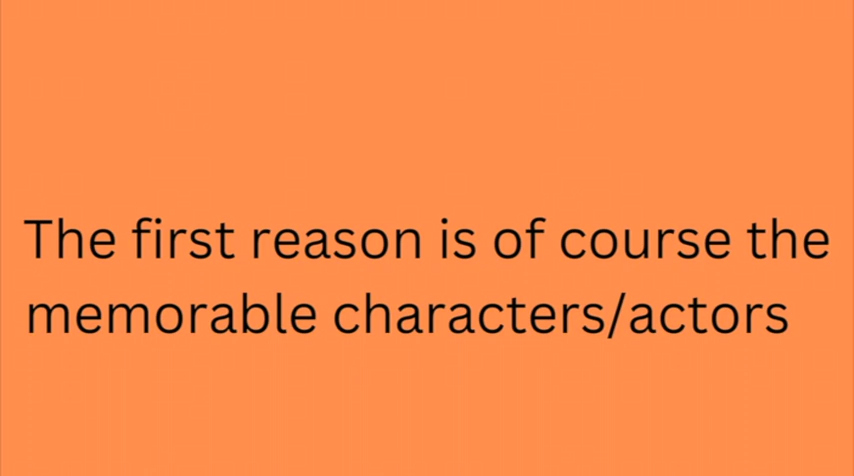 The first reason is of course the
memorable characters/actors